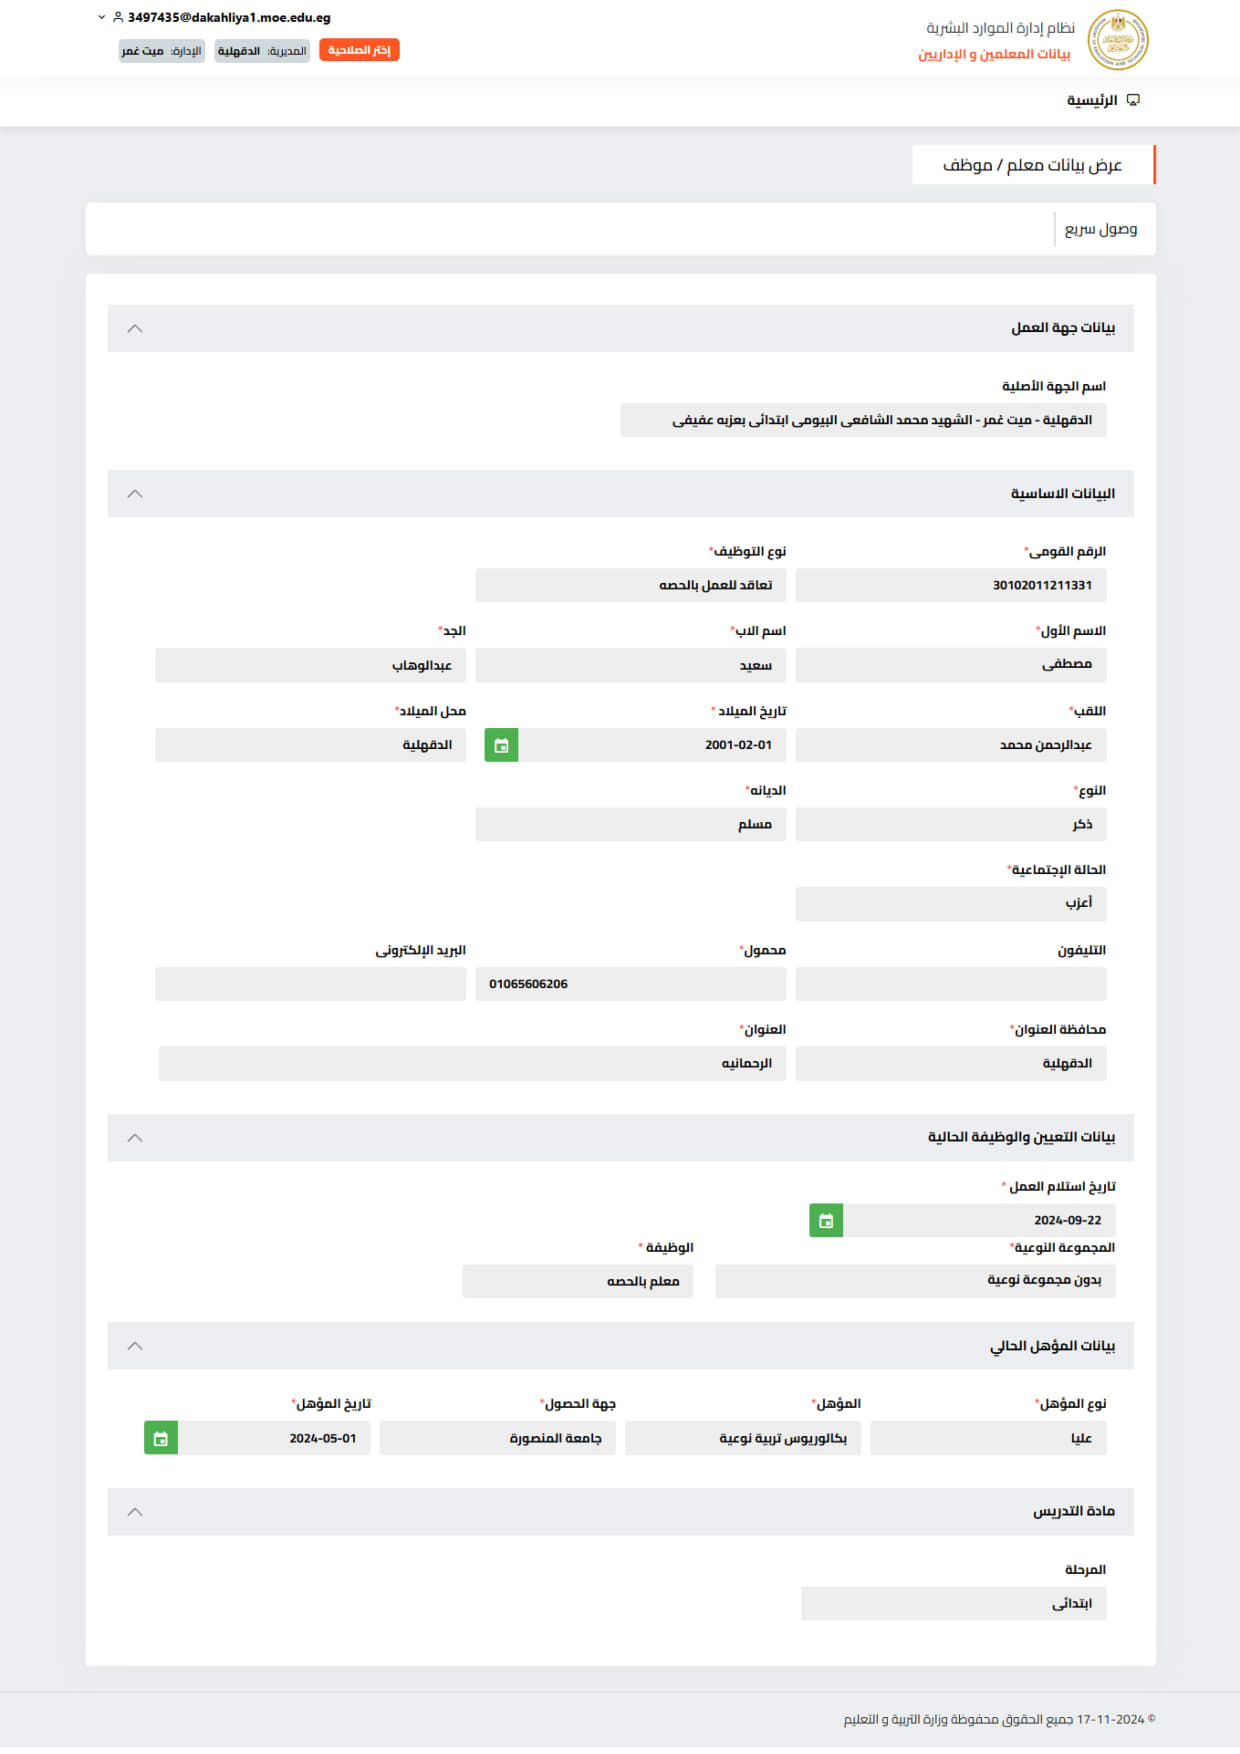 نظام إدارة الموارد البشرية
بيانات المعلمين و الإداريين
3497435@dakahliya1.moe.edu.eg
إختر الصلاحية
المديرية: الدقهلية
الإدارة: ميت غمر
الرئيسية
عرض بيانات معلم / موظف
وصول سريع
بيانات جهة العمل
اسم الجهة الأصلية
الدقهلية - ميت غمر - الشهيد محمد الشافعى البيومى ابتدائى بعزبه عفيفى
البيانات الاساسية
الرقم القومى* نوع التوظيف*
30102011211331 تعاقد للعمل بالحصه
الاسم الأول* اسم الاب* الجد*
مصطفى سعيد عبدالوهاب
اللقب* تاريخ الميلاد * محل الميلاد*
عبدالرحمن محمد 2001-02-01 الدقهلية
النوع* الديانه*
ذكر مسلم
الحالة الإجتماعية*
أعزب
التليفون محمول* البريد الإلكترونى
01065606206
محافظة العنوان* العنوان*
الدقهلية الرحمانيه
بيانات التعيين والوظيفة الحالية
تاريخ استلام العمل *
2024-09-22
المجموعة النوعية* الوظيفة *
بدون مجموعة نوعية معلم بالحصه
بيانات المؤهل الحالي
نوع المؤهل* المؤهل* جهة الحصول* تاريخ المؤهل*
عليا بكالوريوس تربية نوعية جامعة المنصورة 2024-05-01
مادة التدريس
المرحلة
ابتدائى
© 2024-11-17 جميع الحقوق محفوظة وزارة التربية و التعليم